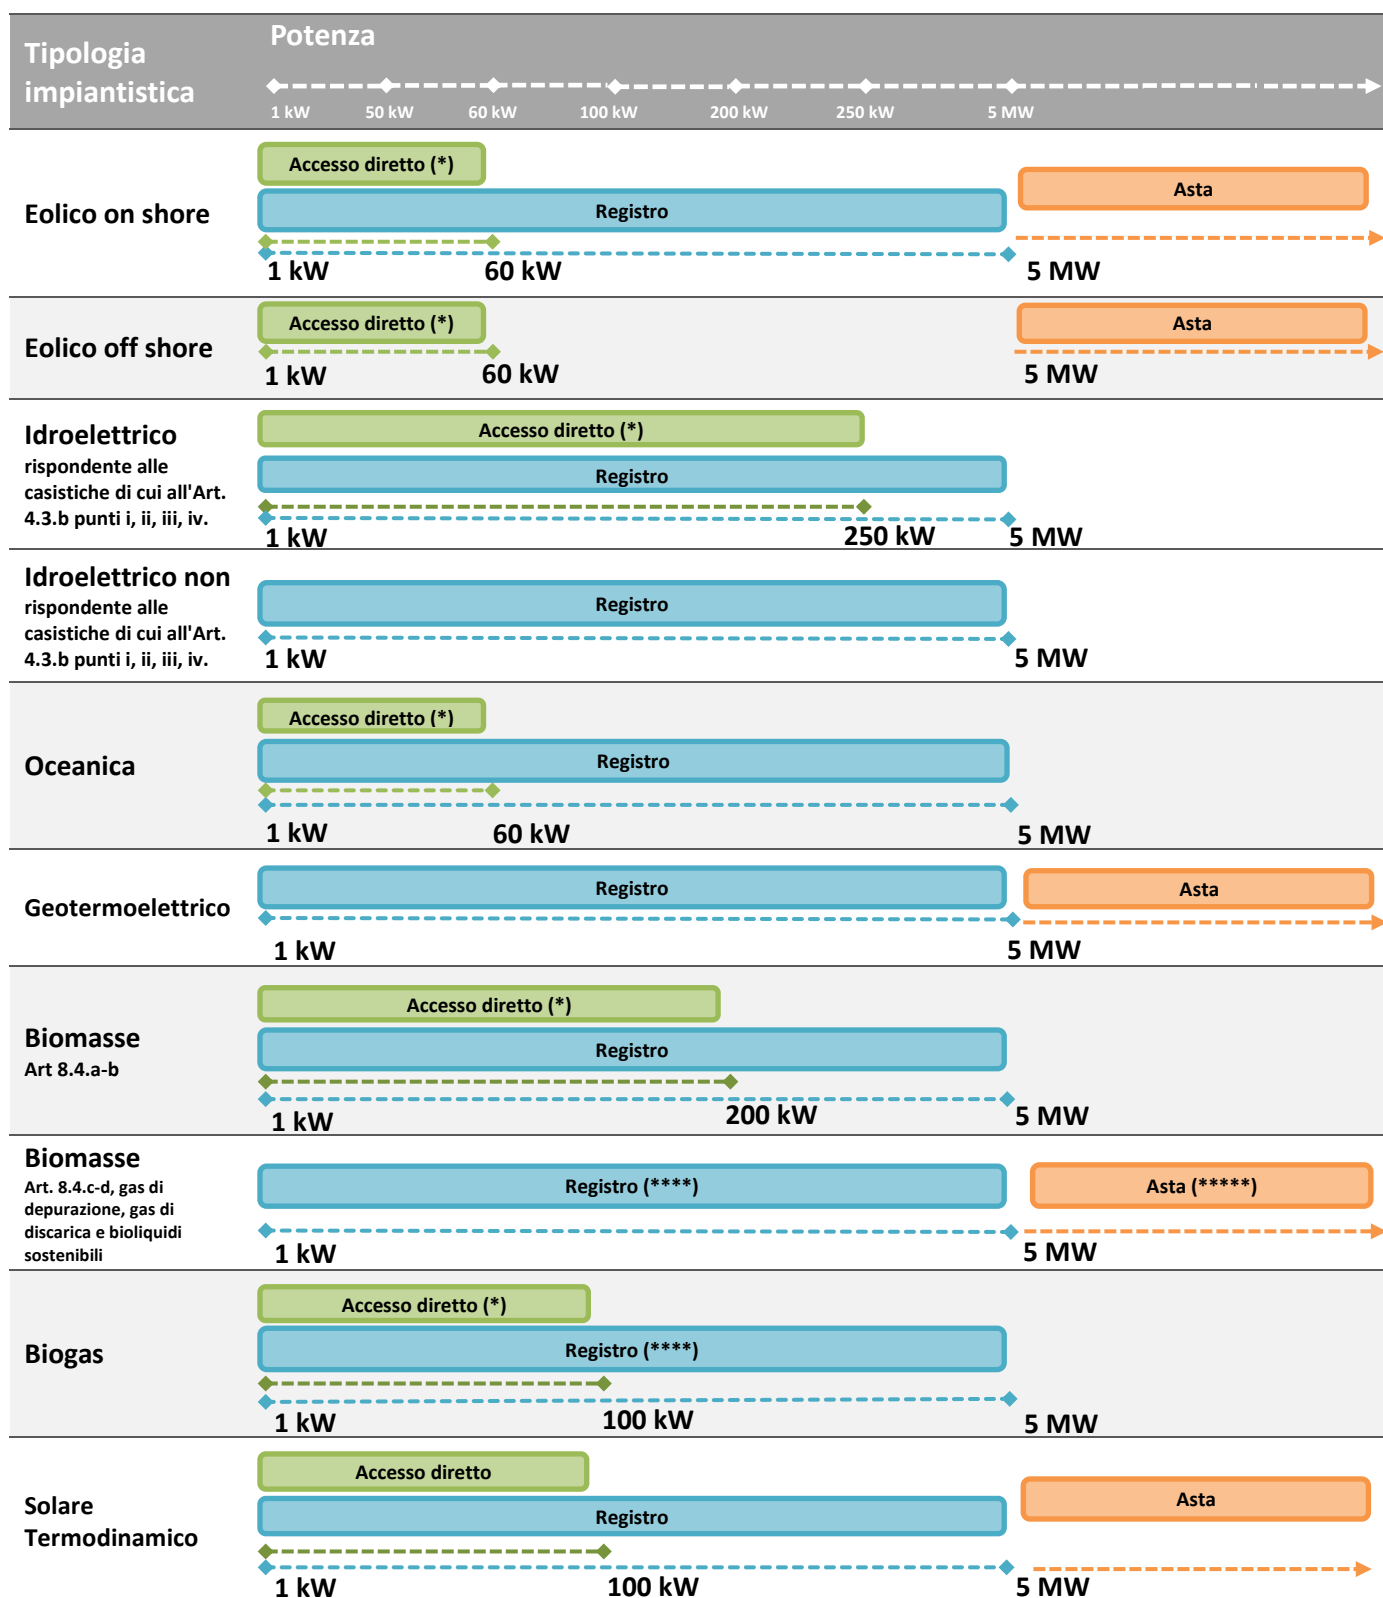 Tipologia
impiantistica
Potenza
1 kW 50 kW 60 kW 100 kW 200 kW 250 kW 5 MW
Eolico on shore
Accesso diretto (*)
Registro
Asta
1 kW 60 kW 5 MW
Eolico off shore
Accesso diretto (*)
Asta
1 kW 60 kW 5 MW
Idroelettrico
rispondente alle
casistiche di cui all'Art.
4.3.b punti i, ii, iii, iv.
Accesso diretto (*)
Registro
1 kW 250 kW 5 MW
Idroelettrico non
rispondente alle
casistiche di cui all'Art.
4.3.b punti i, ii, iii, iv.
Registro
1 kW 5 MW
Oceanica
Accesso diretto (*)
Registro
1 kW 60 kW 5 MW
Geotermoelettrico
Registro
Asta
1 kW 5 MW
Biomasse
Art 8.4.a-b
Accesso diretto (*)
Registro
1 kW 200 kW 5 MW
Biomasse
Art. 8.4.c-d, gas di
depurazione, gas di
discarica e bioliquidi
sostenibili
Registro (****)
Asta (*****)
1 kW 5 MW
Biogas
Accesso diretto (*)
Registro (****)
1 kW 100 kW 5 MW
Solare
Termodinamico
Accesso diretto
Registro
Asta
1 kW 100 kW 5 MW